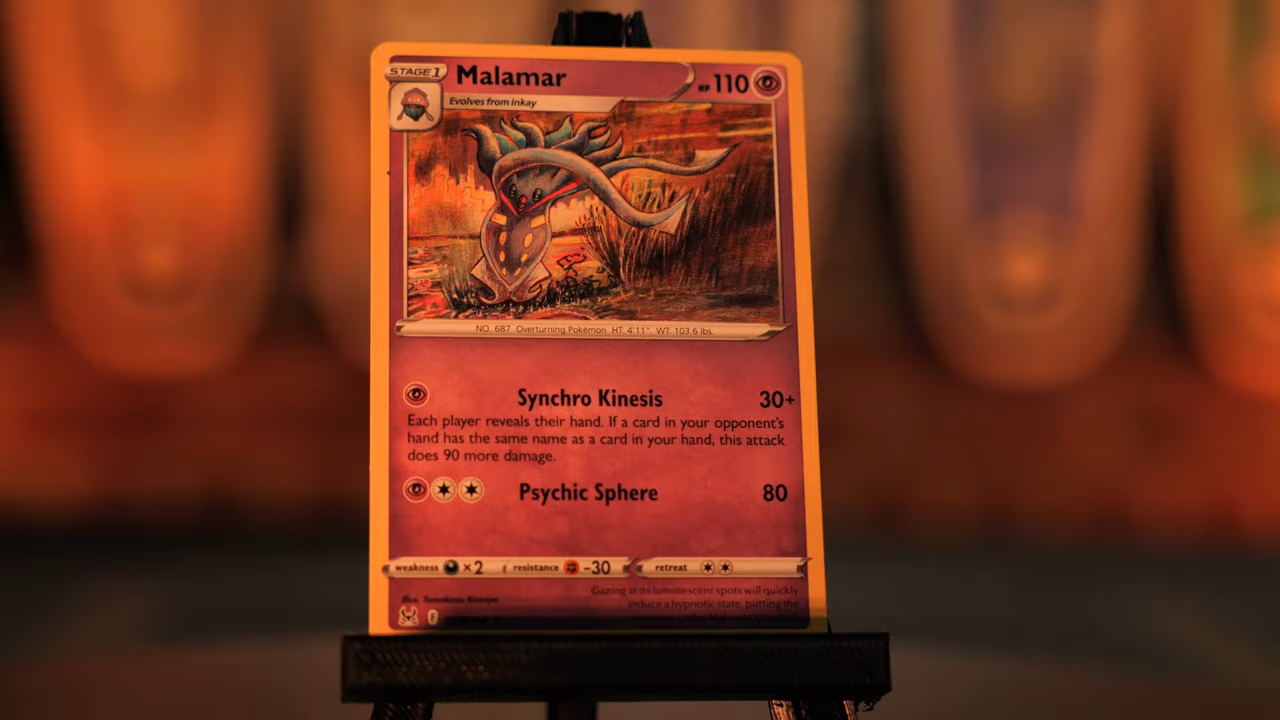 STAGE 1 Malamar HP 110
Evolves from Inkay
NO. 687 Overturning Pokémon HT: 4'11" WT: 103.6 lbs.
Synchro Kinesis 30+
Each player reveals their hand. If a card in your opponent's
hand has the same name as a card in your hand, this attack
does 90 more damage.
Psychic Sphere 80
weakness ×2 resistance -30 retreat
Illus. Tomokazu Komiya
Gazing at its luminescent spots will quickly
induce a hypnotic state, putting the